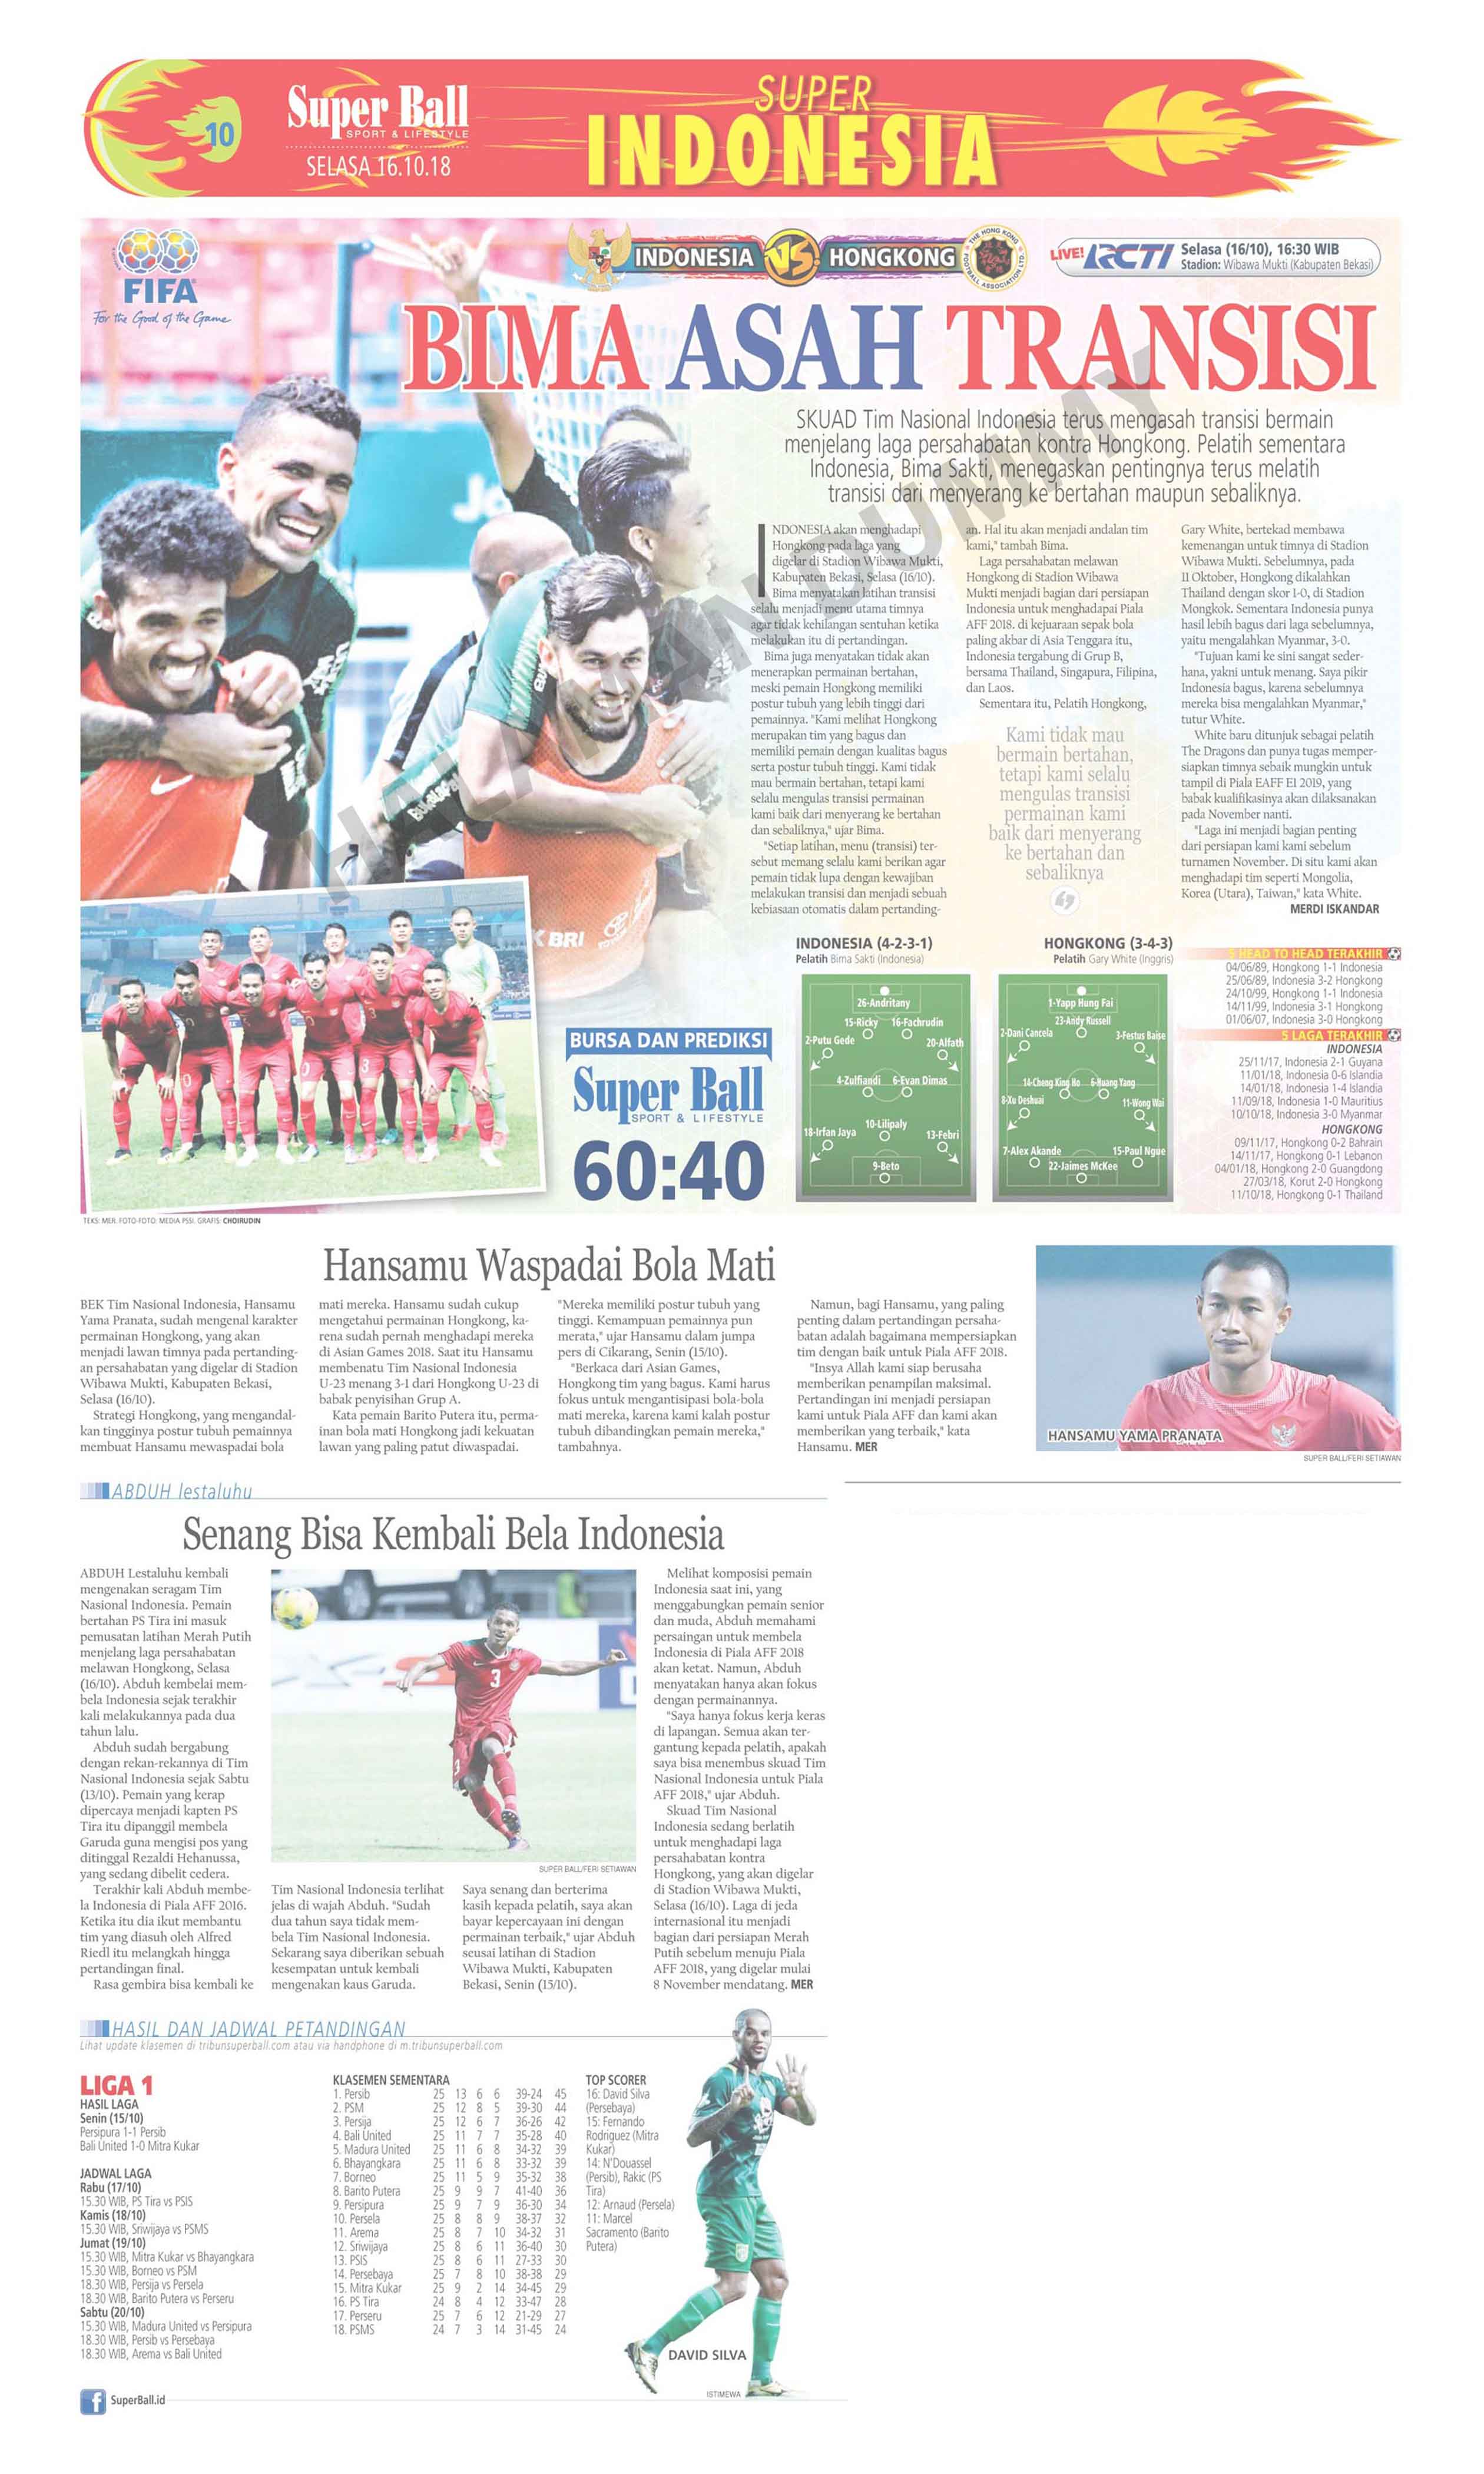 10
Super Ball
SPORT & LIFESTYLE
SELASA 16.10.18
SUPER
INDONESIA
FIFA
For the Good of the Game
INDONESIA VS HONGKONG
THE HONG KONG FOOTBALL ASSOCIATION LTD.
LIVE! RCTI
Selasa (16/10), 16:30 WIB
Stadion: Wibawa Mukti (Kabupaten Bekasi)
BIMA ASAH TRANSISI
HALAMAN DUMMY
SKUAD Tim Nasional Indonesia terus mengasah transisi bermain
menjelang laga persahabatan kontra Hongkong. Pelatih sementara
Indonesia, Bima Sakti, menegaskan pentingnya terus melatih
transisi dari menyerang ke bertahan maupun sebaliknya.
INDONESIA akan menghadapi
Hongkong pada laga yang
digelar di Stadion Wibawa Mukti,
Kabupaten Bekasi, Selasa (16/10).
Bima menyatakan latihan transisi
selalu menjadi menu utama timnya
agar tidak kehilangan sentuhan ketika
melakukan itu di pertandingan.
Bima juga menyatakan tidak akan
menerapkan permainan bertahan,
meski pemain Hongkong memiliki
postur tubuh yang lebih tinggi dari
pemainnya. "Kami melihat Hongkong
merupakan tim yang bagus dan
memiliki pemain dengan kualitas bagus
serta postur tubuh tinggi. Kami tidak
mau bermain bertahan, tetapi kami
selalu mengulas transisi permainan
kami baik dari menyerang ke bertahan
dan sebaliknya," ujar Bima.
"Setiap latihan, menu (transisi) ter-
sebut memang selalu kami berikan agar
pemain tidak lupa dengan kewajiban
melakukan transisi dan menjadi sebuah
kebiasaan otomatis dalam pertanding-
an. Hal itu akan menjadi andalan tim
kami," tambah Bima.
Laga persahabatan melawan
Hongkong di Stadion Wibawa
Mukti menjadi bagian dari persiapan
Indonesia untuk menghadapai Piala
AFF 2018. di kejuaraan sepak bola
paling akbar di Asia Tenggara itu,
Indonesia tergabung di Grup B,
bersama Thailand, Singapura, Filipina,
dan Laos.
Sementara itu, Pelatih Hongkong,
Kami tidak mau
bermain bertahan,
tetapi kami selalu
mengulas transisi
permainan kami
baik dari menyerang
ke bertahan dan
sebaliknya
Gary White, bertekad membawa
kemenangan untuk timnya di Stadion
Wibawa Mukti. Sebelumnya, pada
11 Oktober, Hongkong dikalahkan
Thailand dengan skor 1-0, di Stadion
Mongkok. Sementara Indonesia punya
hasil lebih bagus dari laga sebelumnya,
yaitu mengalahkan Myanmar, 3-0.
"Tujuan kami ke sini sangat seder-
hana, yakni untuk menang. Saya pikir
Indonesia bagus, karena sebelumnya
mereka bisa mengalahkan Myanmar,"
tutur White.
White baru ditunjuk sebagai pelatih
The Dragons dan punya tugas memper-
siapkan timnya sebaik mungkin untuk
tampil di Piala EAFF E1 2019, yang
babak kualifikasinya akan dilaksanakan
pada November nanti.
"Laga ini menjadi bagian penting
dari persiapan kami kami sebelum
turnamen November. Di situ kami akan
menghadapi tim seperti Mongolia,
Korea (Utara), Taiwan," kata White.
MERDI ISKANDAR
BRI
BURSA DAN PREDIKSI
Super Ball
SPORT & LIFESTYLE
60:40
INDONESIA (4-2-3-1)
Pelatih Bima Sakti (Indonesia)
26-Andritany
15-Ricky 16-Fachrudin
2-Putu Gede 20-Alfath
4-Zulfiandi 6-Evan Dimas
10-Lilipaly
18-Irfan Jaya 13-Febri
9-Beto
HONGKONG (3-4-3)
Pelatih Gary White (Inggris)
1-Yapp Hung Fai
23-Andy Russell
2-Dani Cancela 3-Festus Baise
14-Cheng King Ho 6-Huang Yang
8-Xu Deshuai 11-Wong Wai
7-Alex Akande 15-Paul Ngue
22-Jaimes McKee
5 HEAD TO HEAD TERAKHIR
04/06/89, Hongkong 1-1 Indonesia
25/06/89, Indonesia 3-2 Hongkong
24/10/99, Hongkong 1-1 Indonesia
14/11/99, Indonesia 3-1 Hongkong
01/06/07, Indonesia 3-0 Hongkong
5 LAGA TERAKHIR
INDONESIA
25/11/17, Indonesia 2-1 Guyana
11/01/18, Indonesia 0-6 Islandia
14/01/18, Indonesia 1-4 Islandia
11/09/18, Indonesia 1-0 Mauritius
10/10/18, Indonesia 3-0 Myanmar
HONGKONG
09/11/17, Hongkong 0-2 Bahrain
14/11/17, Hongkong 0-1 Lebanon
04/01/18, Hongkong 2-0 Guangdong
27/03/18, Korut 2-0 Hongkong
11/10/18, Hongkong 0-1 Thailand
TEKS: MER. FOTO-FOTO: MEDIA PSSI. GRAFIS: CHOIRUDIN
Hansamu Waspadai Bola Mati
BEK Tim Nasional Indonesia, Hansamu
Yama Pranata, sudah mengenal karakter
permainan Hongkong, yang akan
menjadi lawan timnya pada pertanding-
an persahabatan yang digelar di Stadion
Wibawa Mukti, Kabupaten Bekasi,
Selasa (16/10).
Strategi Hongkong, yang mengandal-
kan tingginya postur tubuh pemainnya
membuat Hansamu mewaspadai bola
mati mereka. Hansamu sudah cukup
mengetahui permainan Hongkong, ka-
rena sudah pernah menghadapi mereka
di Asian Games 2018. Saat itu Hansamu
membenatu Tim Nasional Indonesia
U-23 menang 3-1 dari Hongkong U-23 di
babak penyisihan Grup A.
Kata pemain Barito Putera itu, perma-
inan bola mati Hongkong jadi kekuatan
lawan yang paling patut diwaspadai.
"Mereka memiliki postur tubuh yang
tinggi. Kemampuan pemainnya pun
merata," ujar Hansamu dalam jumpa
pers di Cikarang, Senin (15/10).
"Berkaca dari Asian Games,
Hongkong tim yang bagus. Kami harus
fokus untuk mengantisipasi bola-bola
mati mereka, karena kami kalah postur
tubuh dibandingkan pemain mereka,"
tambahnya.
Namun, bagi Hansamu, yang paling
penting dalam pertandingan persaha-
batan adalah bagaimana mempersiapkan
tim dengan baik untuk Piala AFF 2018.
"Insya Allah kami siap berusaha
memberikan penampilan maksimal.
Pertandingan ini menjadi persiapan
kami untuk Piala AFF dan kami akan
memberikan yang terbaik," kata
Hansamu. MER
HANSAMU YAMA PRANATA
SUPER BALL/FERI SETIAWAN
ABDUH lestaluhu
Senang Bisa Kembali Bela Indonesia
ABDUH Lestaluhu kembali
mengenakan seragam Tim
Nasional Indonesia. Pemain
bertahan PS Tira ini masuk
pemusatan latihan Merah Putih
menjelang laga persahabatan
melawan Hongkong, Selasa
(16/10). Abduh kembelai mem-
bela Indonesia sejak terakhir
kali melakukannya pada dua
tahun lalu.
Abduh sudah bergabung
dengan rekan-rekannya di Tim
Nasional Indonesia sejak Sabtu
(13/10). Pemain yang kerap
dipercaya menjadi kapten PS
Tira itu dipanggil membela
Garuda guna mengisi pos yang
ditinggal Rezaldi Hehanussa,
yang sedang dibelit cedera.
Terakhir kali Abduh membe-
la Indonesia di Piala AFF 2016.
Ketika itu dia ikut membantu
tim yang diasuh oleh Alfred
Riedl itu melangkah hingga
pertandingan final.
Rasa gembira bisa kembali ke
3
SUPER BALL/FERI SETIAWAN
Tim Nasional Indonesia terlihat
jelas di wajah Abduh. "Sudah
dua tahun saya tidak mem-
bela Tim Nasional Indonesia.
Sekarang saya diberikan sebuah
kesempatan untuk kembali
mengenakan kaus Garuda.
Saya senang dan berterima
kasih kepada pelatih, saya akan
bayar kepercayaan ini dengan
permainan terbaik," ujar Abduh
seusai latihan di Stadion
Wibawa Mukti, Kabupaten
Bekasi, Senin (15/10).
Melihat komposisi pemain
Indonesia saat ini, yang
menggabungkan pemain senior
dan muda, Abduh memahami
persaingan untuk membela
Indonesia di Piala AFF 2018
akan ketat. Namun, Abduh
menyatakan hanya akan fokus
dengan permainannya.
"Saya hanya fokus kerja keras
di lapangan. Semua akan ter-
gantung kepada pelatih, apakah
saya bisa menembus skuad Tim
Nasional Indonesia untuk Piala
AFF 2018," ujar Abduh.
Skuad Tim Nasional
Indonesia sedang berlatih
untuk menghadapi laga
persahabatan kontra
Hongkong, yang akan digelar
di Stadion Wibawa Mukti,
Selasa (16/10). Laga di jeda
internasional itu menjadi
bagian dari persiapan Merah
Putih sebelum menuju Piala
AFF 2018, yang digelar mulai
8 November mendatang. MER
HASIL DAN JADWAL PETANDINGAN
Lihat update klasemen di tribunsuperball.com atau via handphone di m.tribunsuperball.com
LIGA 1
HASIL LAGA
Senin (15/10)
Persipura 1-1 Persib
Bali United 1-0 Mitra Kukar
JADWAL LAGA
Rabu (17/10)
15.30 WIB, PS Tira vs PSIS
Kamis (18/10)
15.30 WIB, Sriwijaya vs PSMS
Jumat (19/10)
15.30 WIB, Mitra Kukar vs Bhayangkara
15.30 WIB, Borneo vs PSM
18.30 WIB, Persija vs Persela
18.30 WIB, Barito Putera vs Perseru
Sabtu (20/10)
15.30 WIB, Madura United vs Persipura
18.30 WIB, Persib vs Persebaya
18.30 WIB, Arema vs Bali United
KLASEMEN SEMENTARA
1. Persib 25 13 6 6 39-24 45
2. PSM 25 12 8 5 39-30 44
3. Persija 25 12 6 7 36-26 42
4. Bali United 25 11 7 7 35-28 40
5. Madura United 25 11 6 8 34-32 39
6. Bhayangkara 25 11 6 8 33-32 39
7. Borneo 25 11 5 9 35-32 38
8. Barito Putera 25 9 9 7 41-40 36
9. Persipura 25 9 7 9 36-30 34
10. Persela 25 8 8 9 38-37 32
11. Arema 25 8 7 10 34-32 31
12. Sriwijaya 25 8 6 11 36-40 30
13. PSIS 25 8 6 11 27-33 30
14. Persebaya 25 7 8 10 38-38 29
15. Mitra Kukar 25 9 2 14 34-45 29
16. PS Tira 24 8 4 12 33-47 28
17. Perseru 25 7 6 12 21-29 27
18. PSMS 24 7 3 14 31-45 24
TOP SCORER
16: David Silva
(Persebaya)
15: Fernando
Rodriguez (Mitra
Kukar)
14: N'Douassel
(Persib), Rakic (PS
Tira)
12: Arnaud (Persela)
11: Marcel
Sacramento (Barito
Putera)
DAVID SILVA
ISTIMEWA
SuperBall.id